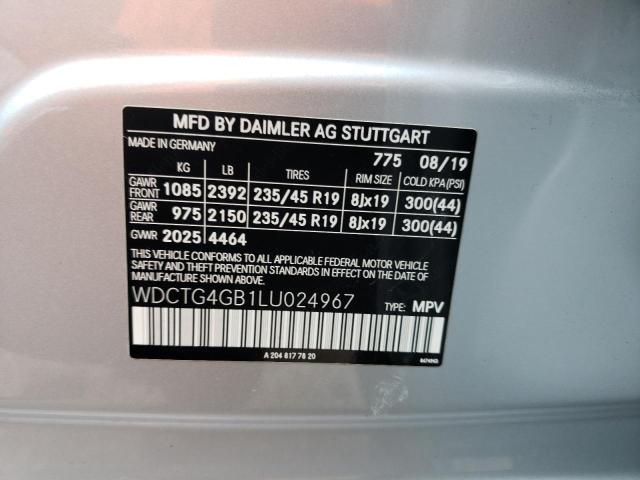 MFD BY DAIMLER AG STUTTGART
MADE IN GERMANY 775 08/19
KG LB TIRES RIM SIZE COLD KPA(PSI)
GAWR FRONT 1085 2392 235/45 R19 8Jx19 300(44)
GAWR REAR 975 2150 235/45 R19 8Jx19 300(44)
GVWR 2025 4464
THIS VEHICLE CONFORMS TO ALL APPLICABLE FEDERAL MOTOR VEHICLE
SAFETY, BUMPER, AND THEFT PREVENTION STANDARDS IN EFFECT
ON THE DATE OF MANUFACTURE SHOWN ABOVE.
WDCTG4GB1LU024967 TYPE: MPV
A 204 817 78 20